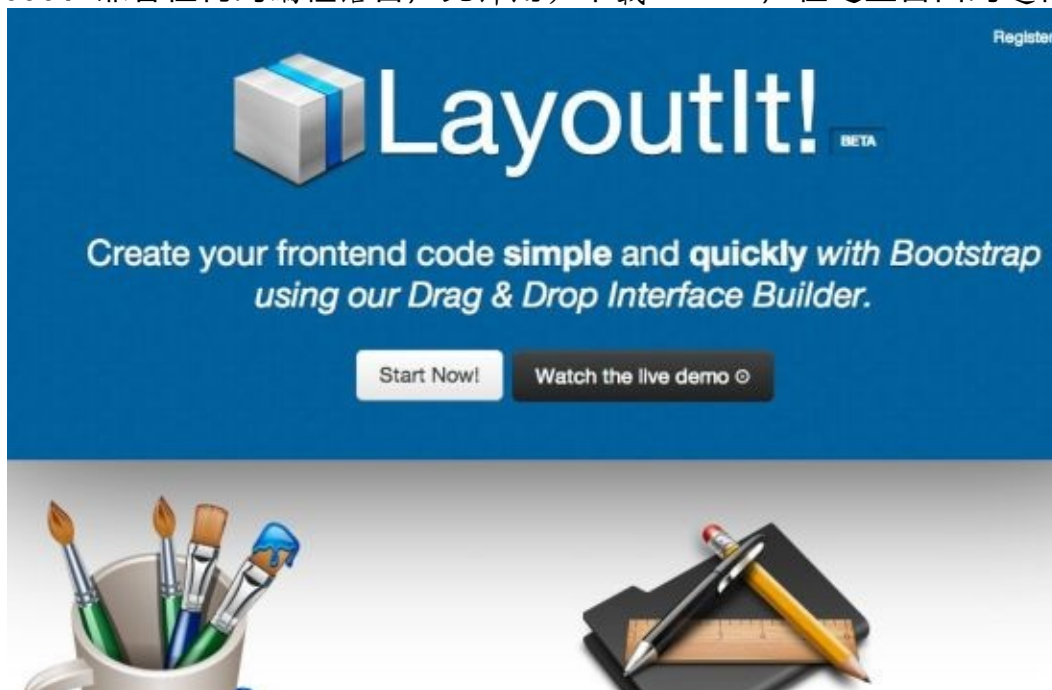 Register
LayoutIt! BETA
Create your frontend code simple and quickly with Bootstrap
using our Drag & Drop Interface Builder.
Start Now!
Watch the live demo